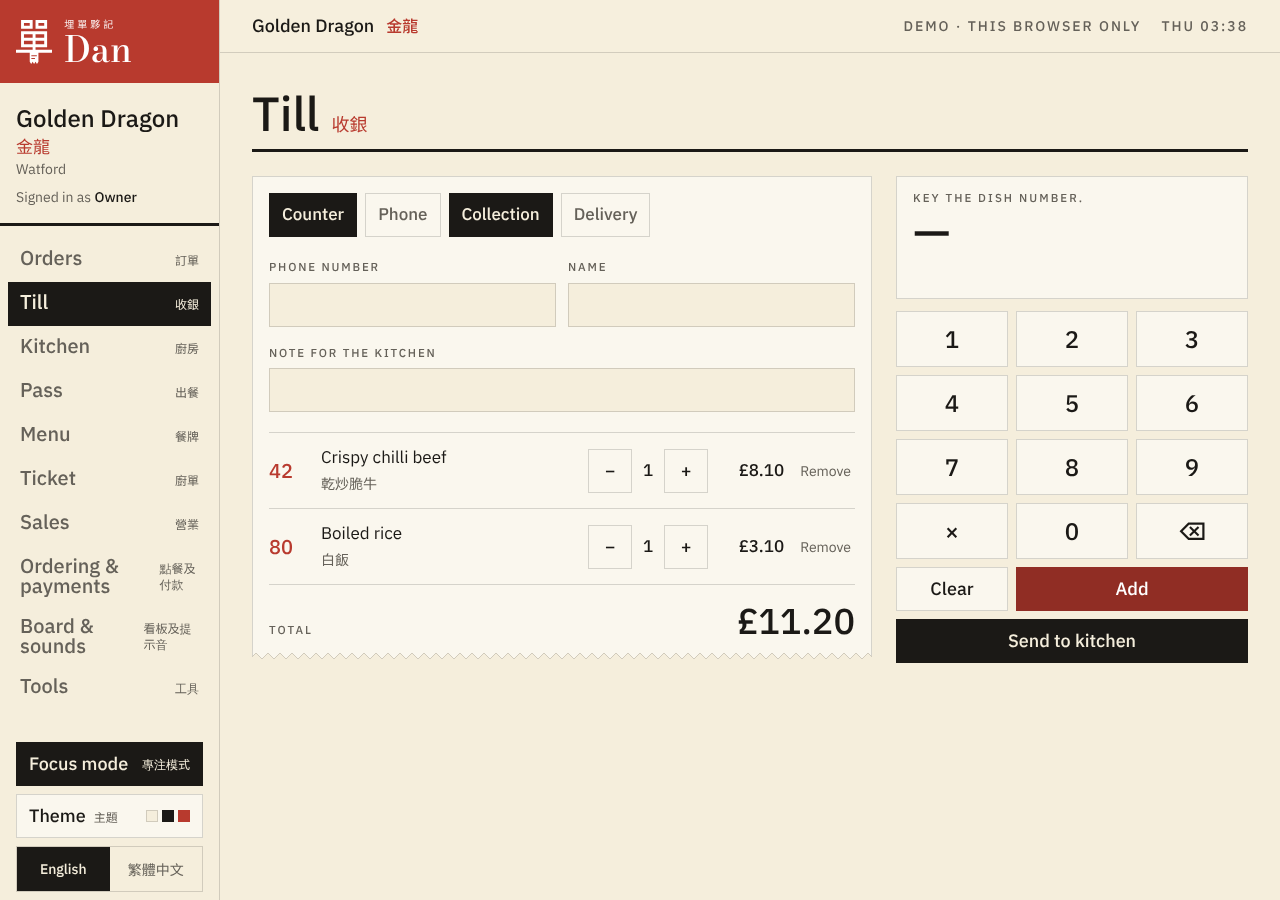 單 埋單夥記
Dan
Golden Dragon
金龍
Watford
Signed in as Owner
Orders 訂單
Till 收銀
Kitchen 廚房
Pass 出餐
Menu 餐牌
Ticket 廚單
Sales 營業
Ordering & payments 點餐及付款
Board & sounds 看板及提示音
Tools 工具
Focus mode 專注模式
Theme 主題
English 繁體中文
Golden Dragon 金龍
DEMO · THIS BROWSER ONLY THU 03:38
Till 收銀
Counter Phone Collection Delivery
PHONE NUMBER NAME
NOTE FOR THE KITCHEN
42 Crispy chilli beef − 1 + £8.10 Remove
乾炒脆牛
80 Boiled rice − 1 + £3.10 Remove
白飯
TOTAL £11.20
KEY THE DISH NUMBER.
—
1 2 3
4 5 6
7 8 9
× 0
Clear Add
Send to kitchen